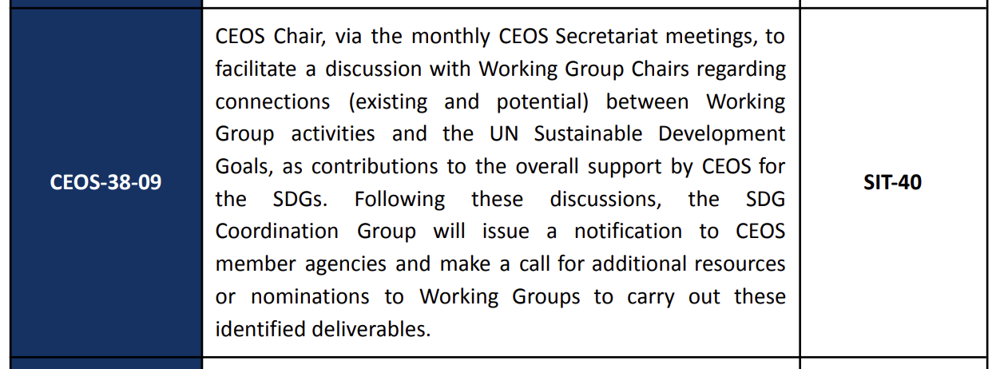 CEOS-38-09
CEOS Chair, via the monthly CEOS Secretariat meetings, to
facilitate a discussion with Working Group Chairs regarding
connections (existing and potential) between Working
Group activities and the UN Sustainable Development
Goals, as contributions to the overall support by CEOS for
the SDGs. Following these discussions, the SDG
Coordination Group will issue a notification to CEOS
member agencies and make a call for additional resources
or nominations to Working Groups to carry out these
identified deliverables.
SIT-40